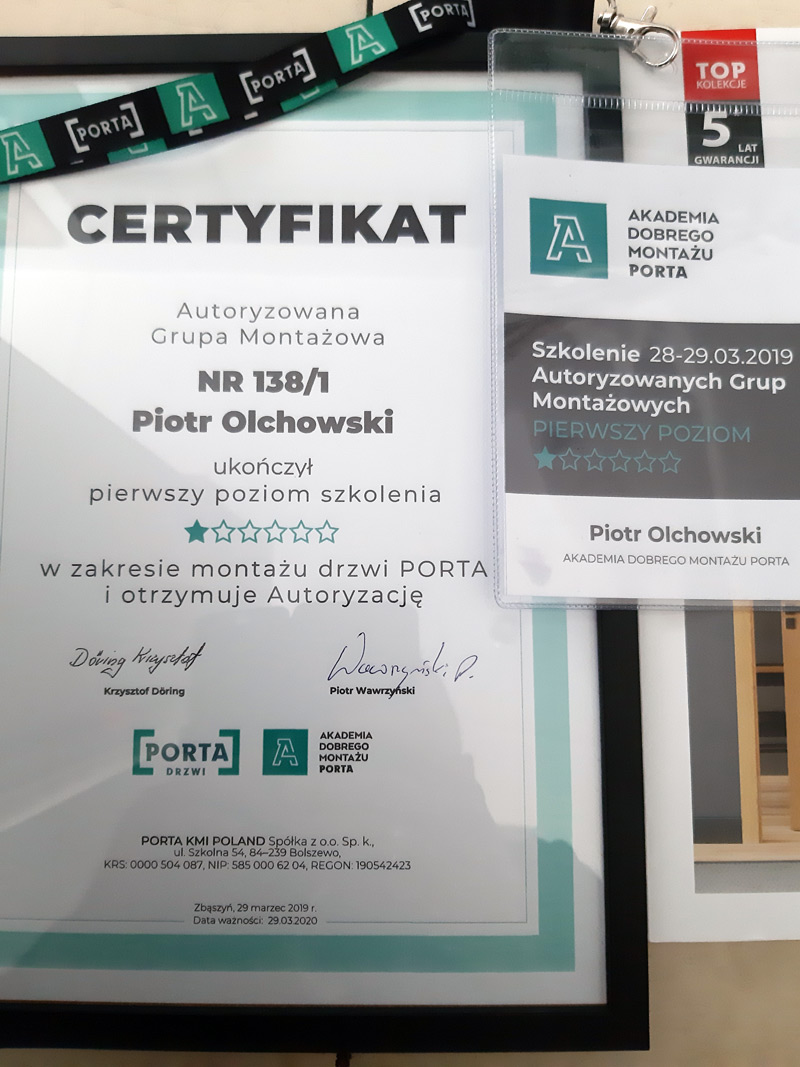 PORTA
PORTA
PORTA
TOP
KOLEKCJE
5 LAT
GWARANCJI
CERTYFIKAT
Autoryzowana
Grupa Montażowa
NR 138/1
Piotr Olchowski
ukończył
pierwszy poziom szkolenia
w zakresie montażu drzwi PORTA
i otrzymuje Autoryzację
Döring Krzysztof
Wawrzyński P.
Krzysztof Döring
Piotr Wawrzyński
PORTA
DRZWI
A
AKADEMIA
DOBREGO
MONTAŻU
PORTA
PORTA KMI POLAND Spółka z o.o. Sp. k.,
ul. Szkolna 54, 84–239 Bolszewo,
KRS: 0000 504 087, NIP: 585 000 62 04, REGON: 190542423
Zbąszyń, 29 marzec 2019 r.
Data ważności: 29.03.2020
A
AKADEMIA
DOBREGO
MONTAŻU
PORTA
Szkolenie 28-29.03.2019
Autoryzowanych Grup
Montażowych
PIERWSZY POZIOM
Piotr Olchowski
AKADEMIA DOBREGO MONTAŻU PORTA